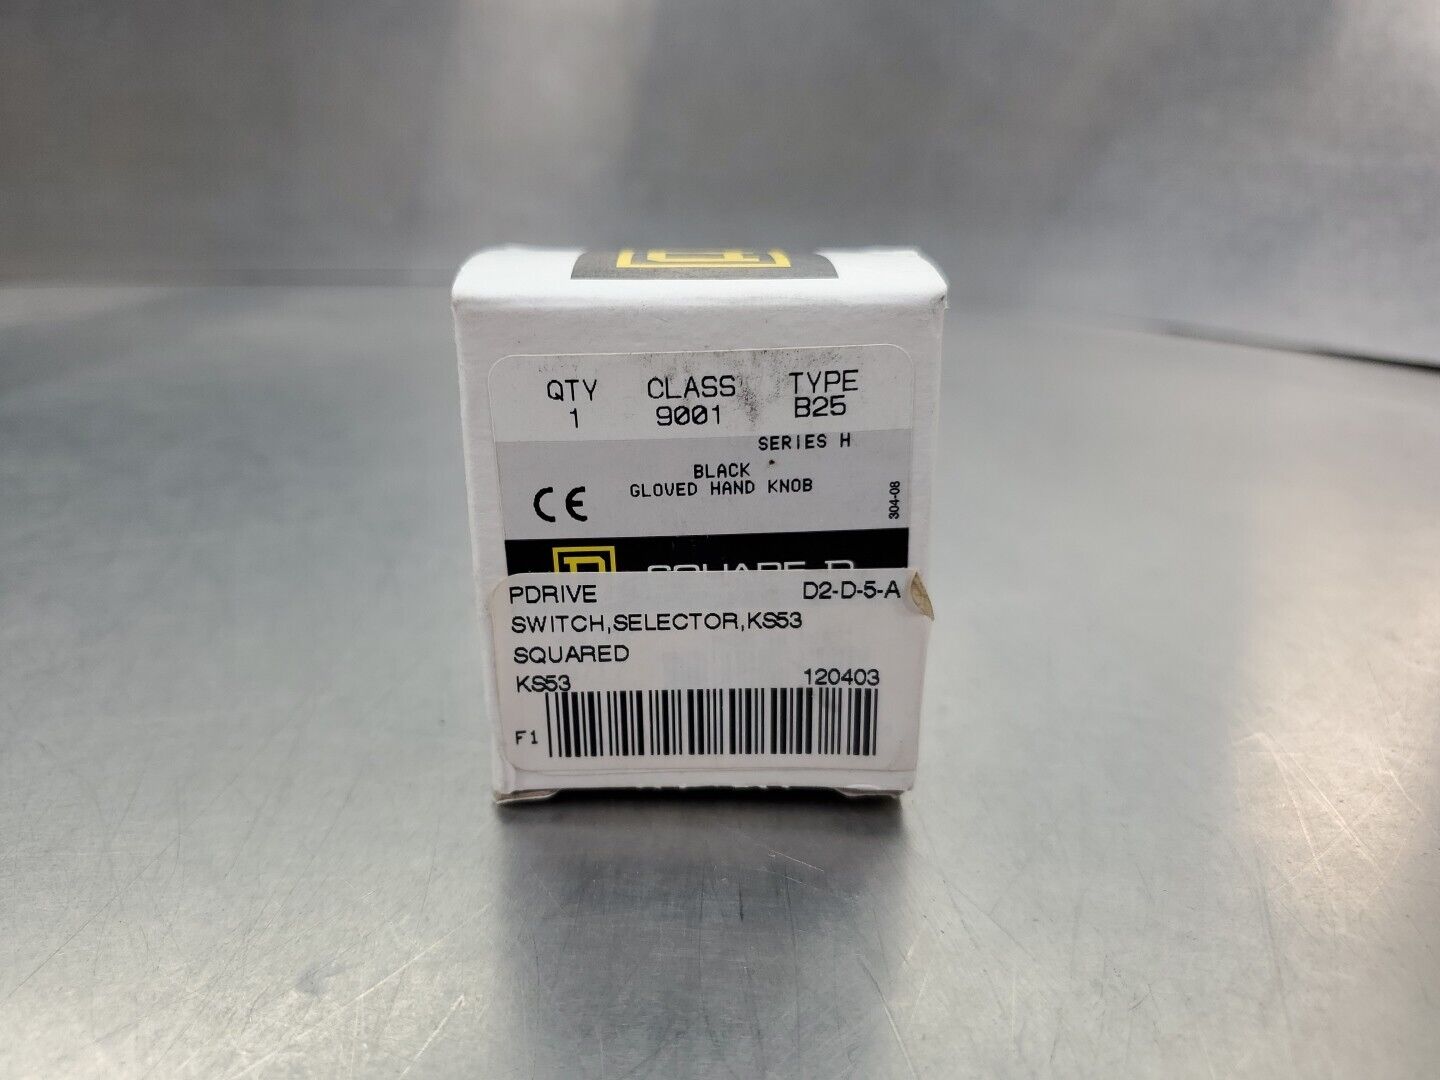 QTY CLASS TYPE
1 9001 B25
SERIES H
BLACK
GLOVED HAND KNOB
304-08
CE
D SQUARE D
PDRIVE D2-D-5-A
SWITCH,SELECTOR,KS53
SQUARED
KS53 120403
F1